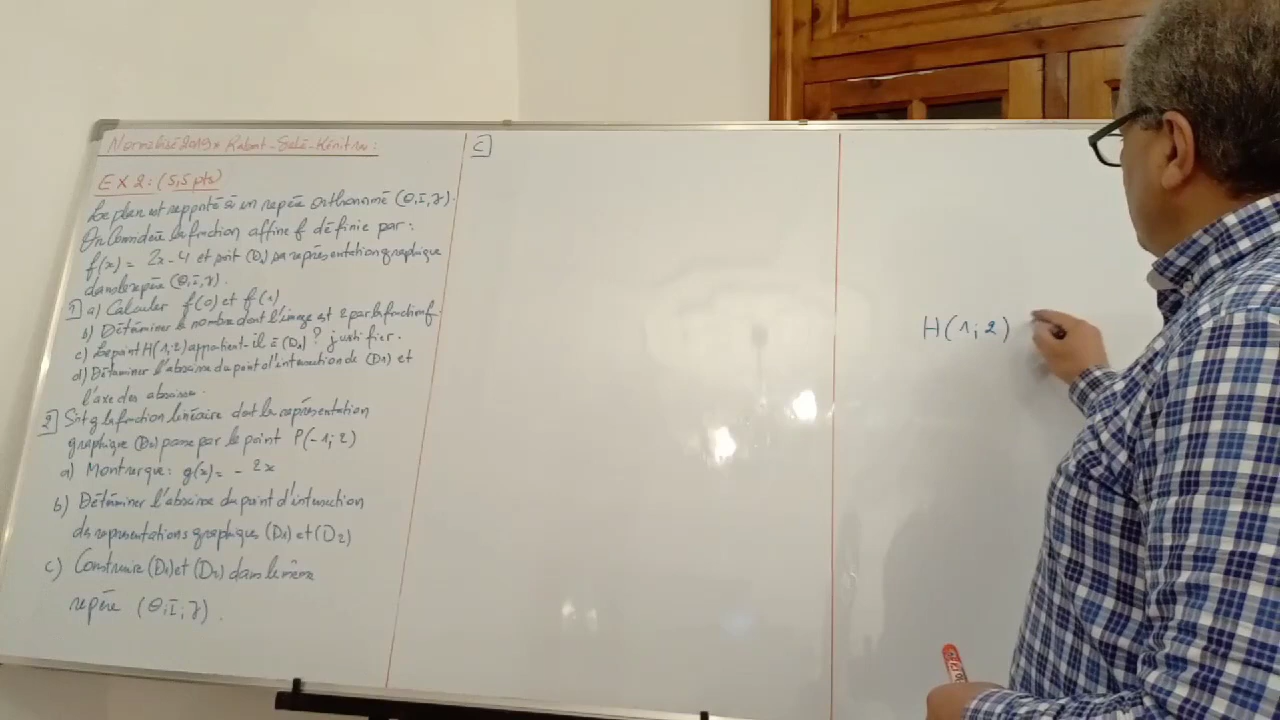 Normalisé 2019 * Rabat-Salé-Kénitra:
EX 2: (5,5 pts)
Le plan est rapporté à un repère orthonormé (O,I,J).
On Considère la fonction affine f définie par:
f(x) = 2x-4 et soit (D1) sa représentation graphique
dans le repère (O,I,J).
1) a) Calculer f(0) et f(1)
b) Déterminer le nombre dont l'image est 2 par la fonction f.
c) Le point H(1;2) appartient-il à (D1)? justifier.
d) Déterminer l'abscisse du point d'intersection de (D1) et
l'axe des abscisses.
2) Soit g la fonction linéaire dont la représentation
graphique (D2) passe par le point P(-1;2)
a) Montrer que: g(x) = - 2x
b) Déterminer l'abscisse du point d'intersection
des représentations graphiques (D1) et (D2)
c) Construire (D1) et (D2) dans le même
repère (O;I;J).
c)
H(1;2)